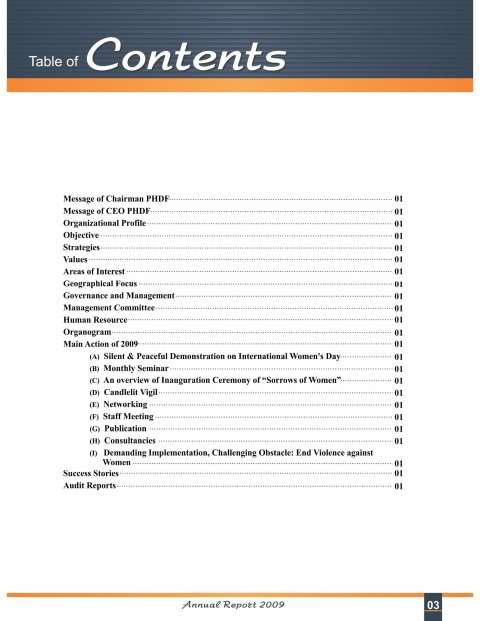 Table of Contents
Message of Chairman PHDF 01
Message of CEO PHDF 01
Organizational Profile 01
Objective 01
Strategies 01
Values 01
Areas of Interest 01
Geographical Focus 01
Governance and Management 01
Management Committee 01
Human Resource 01
Organogram 01
Main Action of 2009 01
(A) Silent & Peaceful Demonstration on International Women's Day 01
(B) Monthly Seminar 01
(C) An overview of Inauguration Ceremony of “Sorrows of Women” 01
(D) Candlelit Vigil 01
(E) Networking 01
(F) Staff Meeting 01
(G) Publication 01
(H) Consultancies 01
(I) Demanding Implementation, Challenging Obstacle: End Violence against
Women 01
Success Stories 01
Audit Reports 01
Annual Report 2009 03